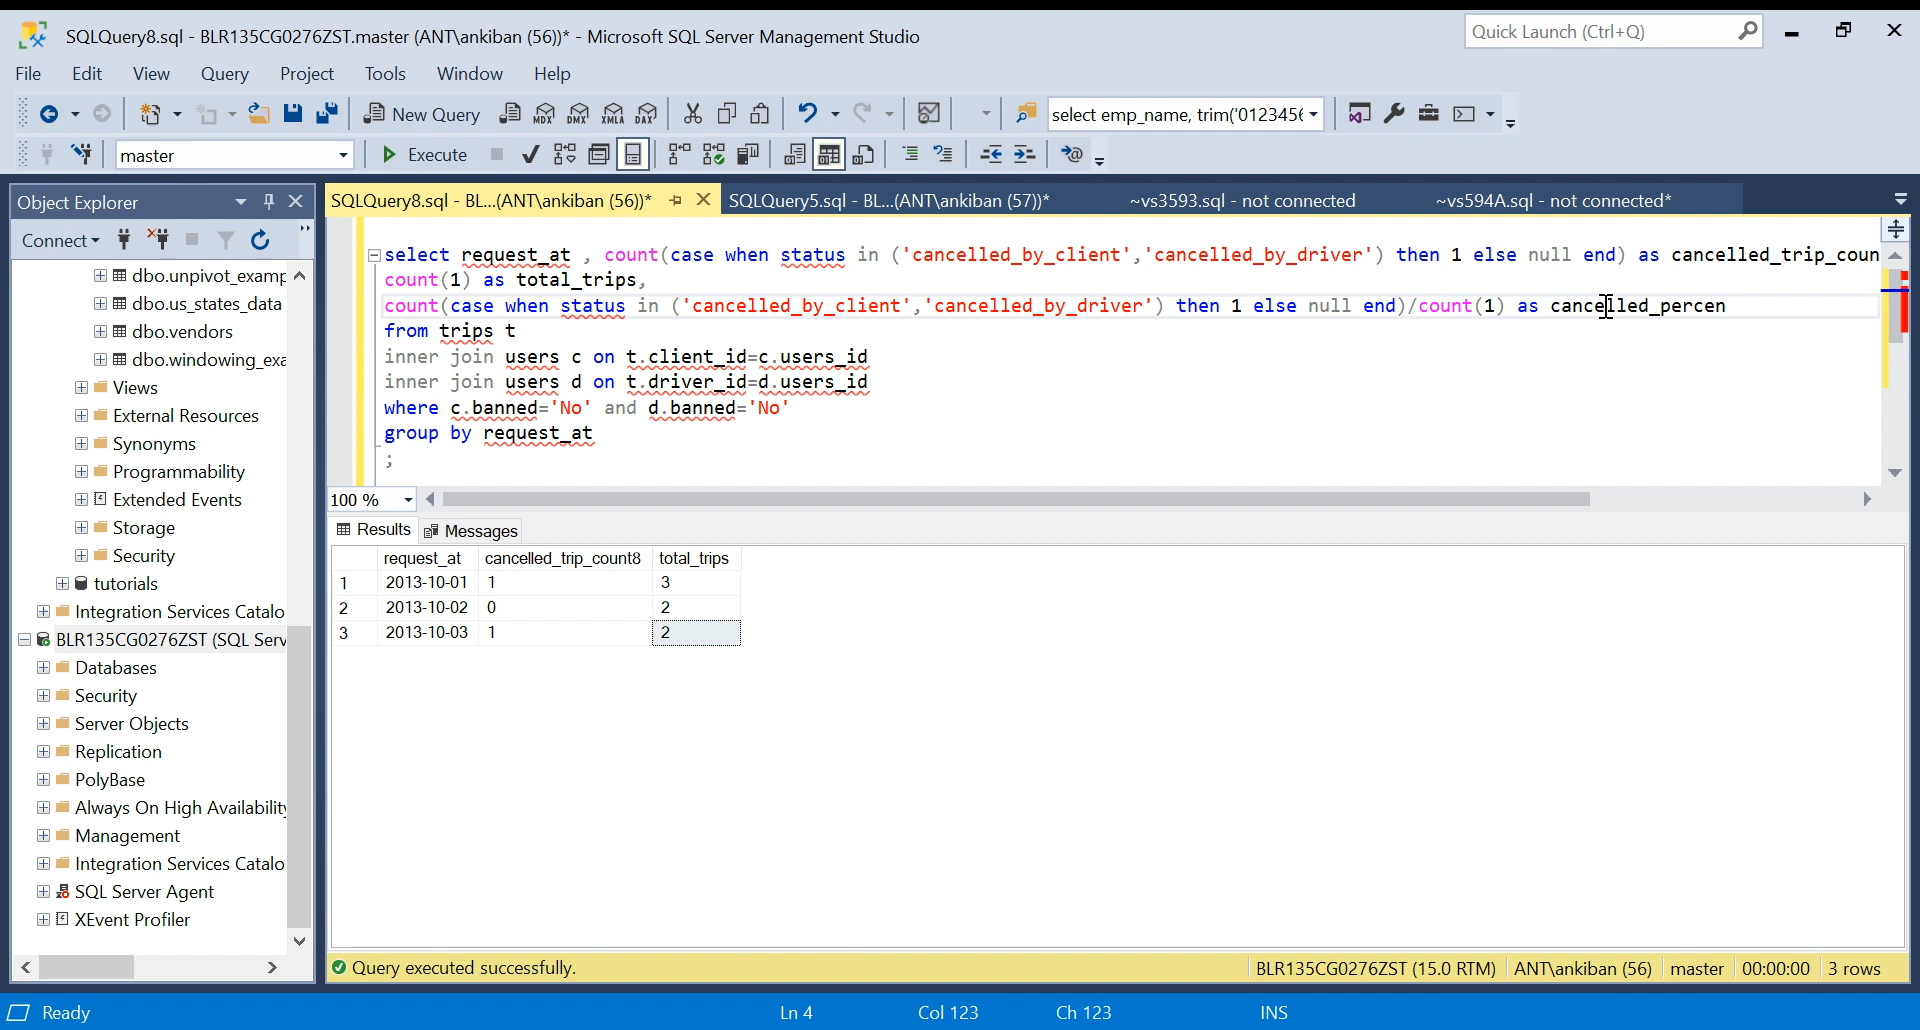 SQLQuery8.sql - BLR135CG0276ZST.master (ANT\ankiban (56))* - Microsoft SQL Server Management Studio
Quick Launch (Ctrl+Q)
File Edit View Query Project Tools Window Help
New Query MDX DMX XMLA DAX select emp_name, trim('0123456
master Execute
Object Explorer
SQLQuery8.sql - BL...(ANT\ankiban (56))* SQLQuery5.sql - BL...(ANT\ankiban (57))* ~vs3593.sql - not connected ~vs594A.sql - not connected*
Connect
dbo.unpivot_examp
dbo.us_states_data
dbo.vendors
dbo.windowing_exa
Views
External Resources
Synonyms
Programmability
Extended Events
Storage
Security
tutorials
Integration Services Catalo
BLR135CG0276ZST (SQL Serv
Databases
Security
Server Objects
Replication
PolyBase
Always On High Availability
Management
Integration Services Catalo
SQL Server Agent
XEvent Profiler
select request_at , count(case when status in ('cancelled_by_client','cancelled_by_driver') then 1 else null end) as cancelled_trip_coun
count(1) as total_trips,
count(case when status in ('cancelled_by_client','cancelled_by_driver') then 1 else null end)/count(1) as cancelled_percen
from trips t
inner join users c on t.client_id=c.users_id
inner join users d on t.driver_id=d.users_id
where c.banned='No' and d.banned='No'
group by request_at
;
100 %
Results Messages
request_at cancelled_trip_count8 total_trips
1 2013-10-01 1 3
2 2013-10-02 0 2
3 2013-10-03 1 2
Query executed successfully. BLR135CG0276ZST (15.0 RTM) ANT\ankiban (56) master 00:00:00 3 rows
Ready Ln 4 Col 123 Ch 123 INS